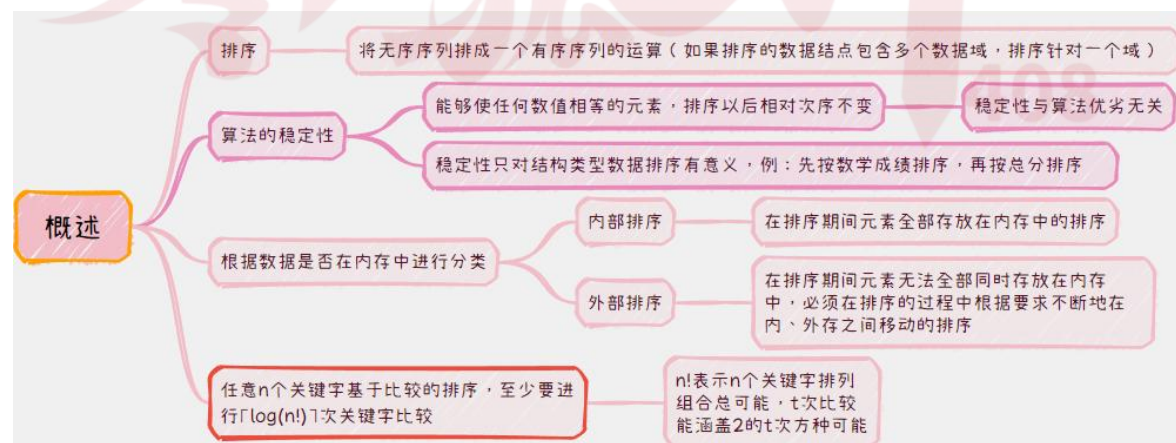 排序
将无序序列排成一个有序序列的运算（如果排序的数据结点包含多个数据域，排序针对一个域）
408
算法的稳定性
能够使任何数值相等的元素，排序以后相对次序不变
稳定性与算法优劣无关
稳定性只对结构类型数据排序有意义，例：先按数学成绩排序，再按总分排序
概述
根据数据是否在内存中进行分类
内部排序
在排序期间元素全部存放在内存中的排序
外部排序
在排序期间元素无法全部同时存放在内存
中，必须在排序的过程中根据要求不断地在
内、外存之间移动的排序
任意n个关键字基于比较的排序，至少要进
行⌈log(n!)⌉次关键字比较
n!表示n个关键字排列
组合总可能，t次比较
能涵盖2的t次方种可能